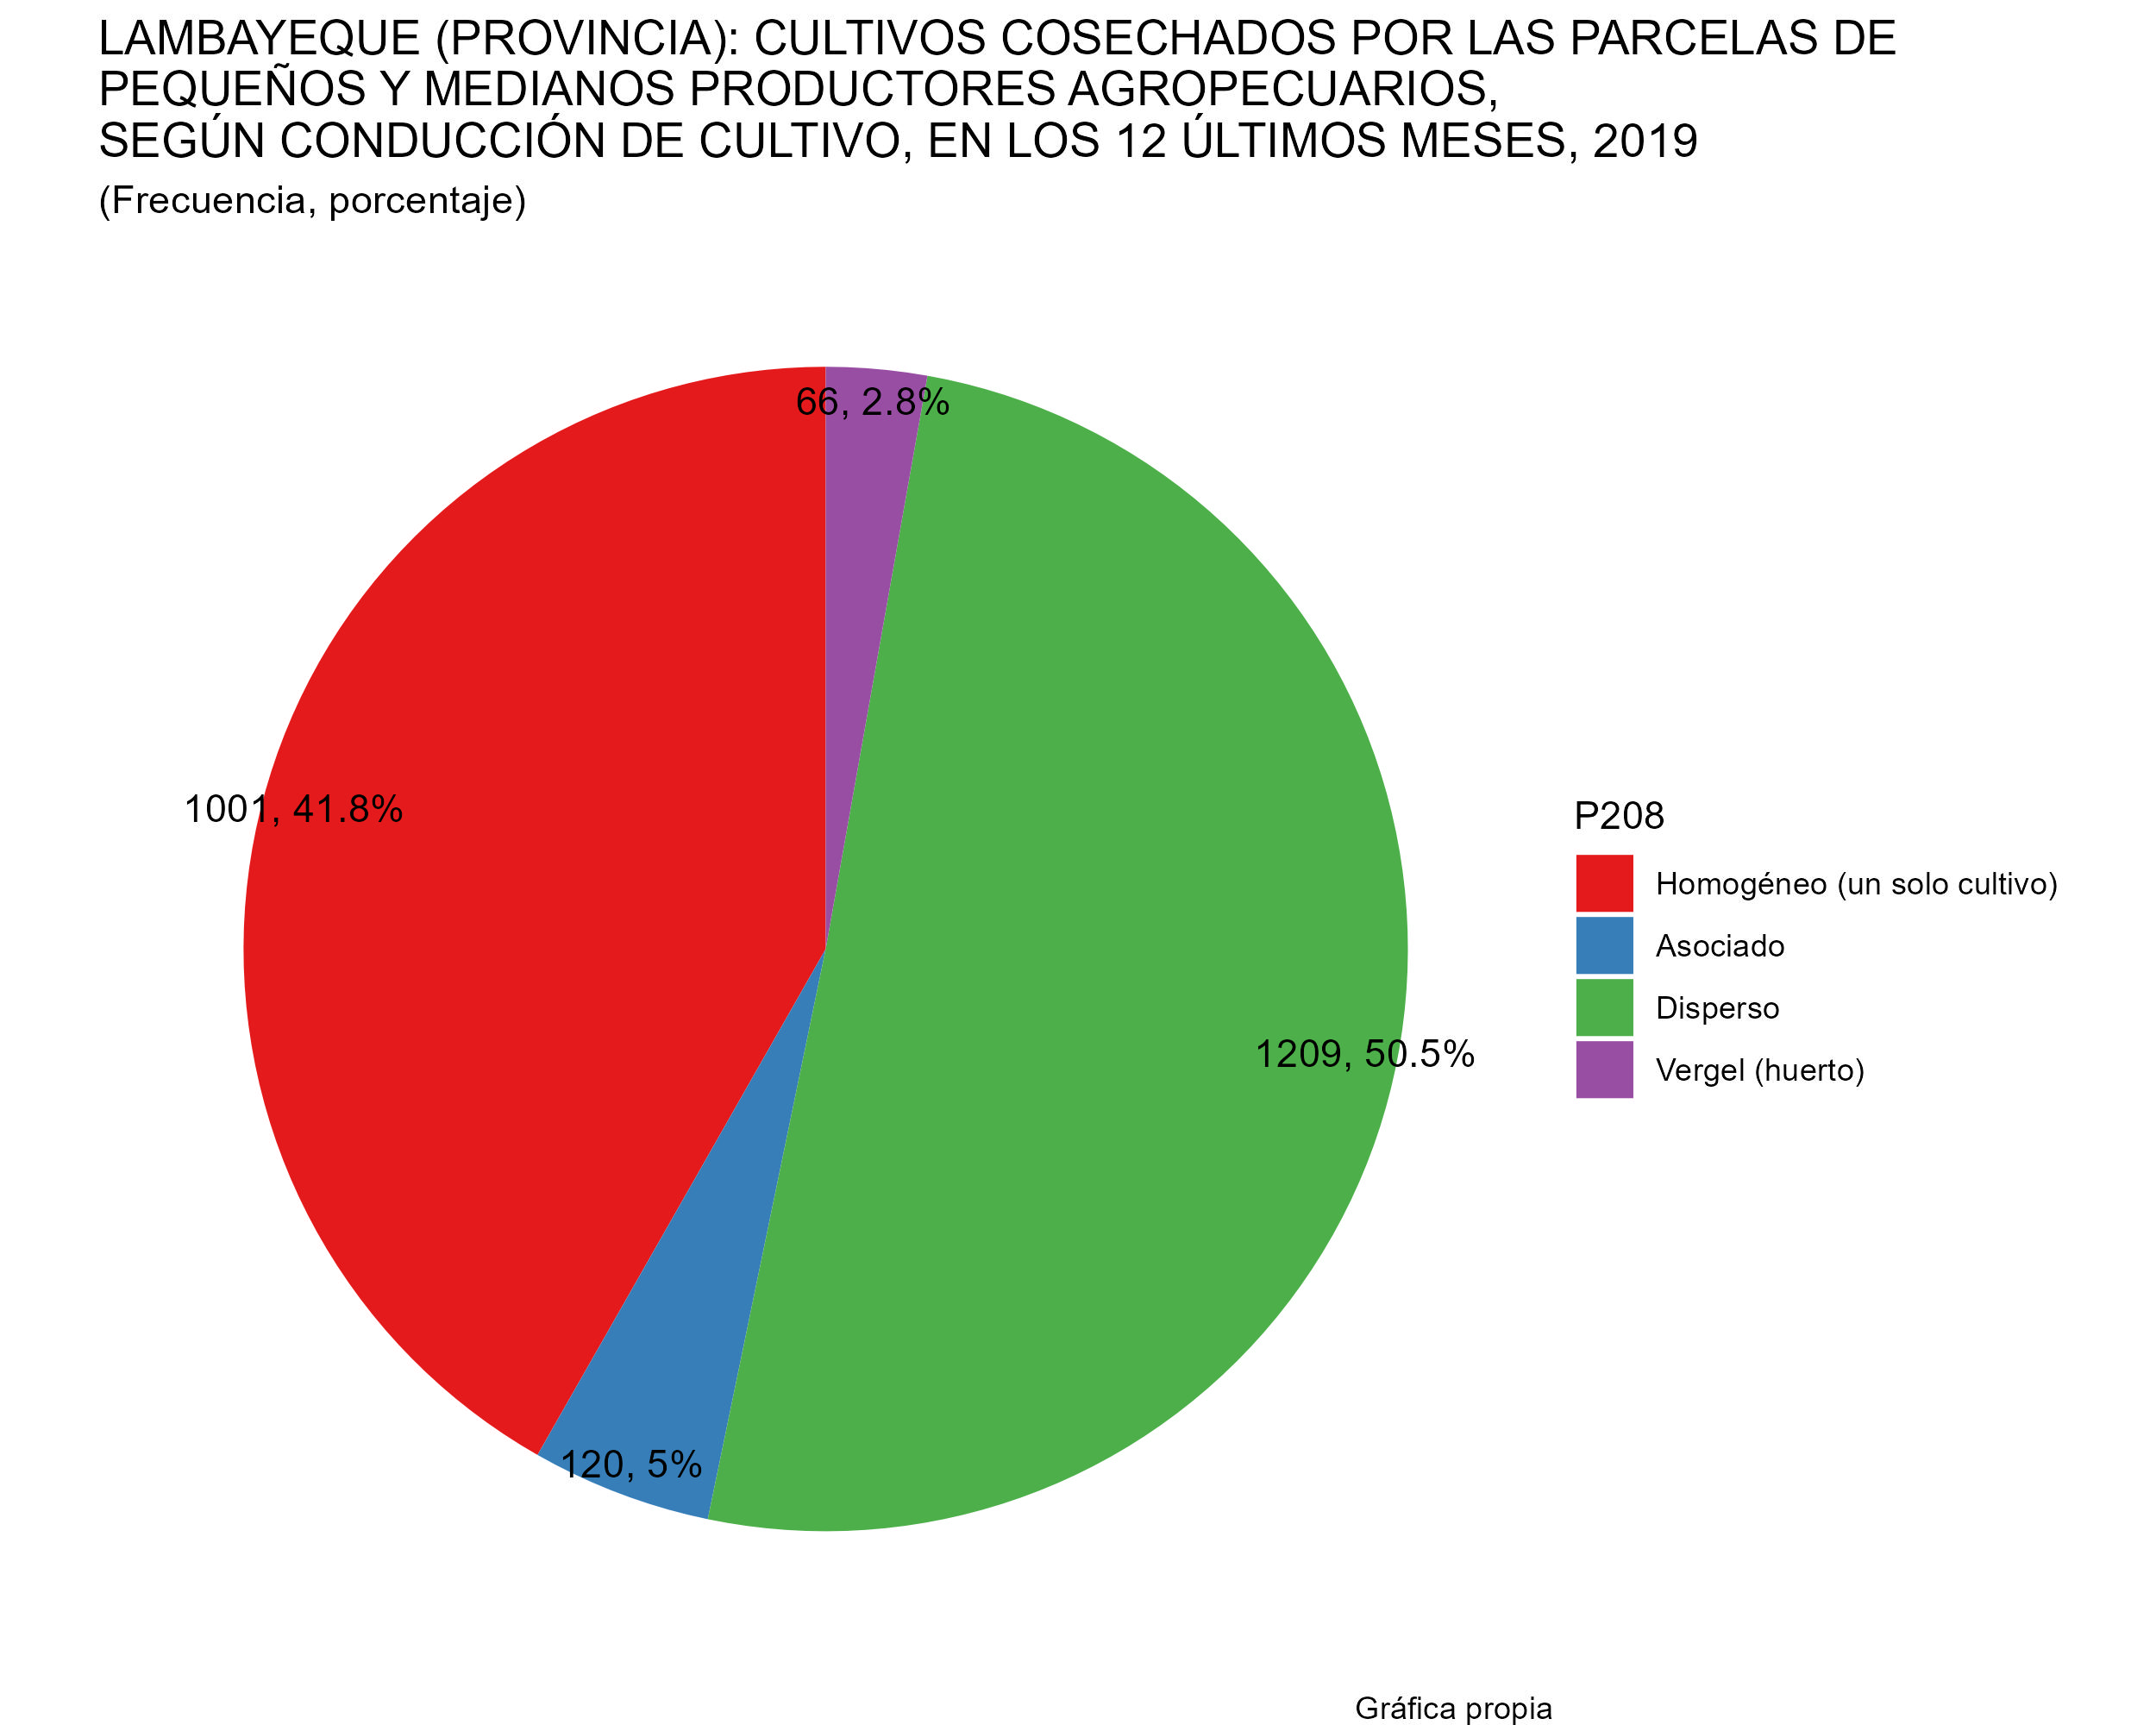 LAMBAYEQUE (PROVINCIA): CULTIVOS COSECHADOS POR LAS PARCELAS DE
PEQUEÑOS Y MEDIANOS PRODUCTORES AGROPECUARIOS,
SEGÚN CONDUCCIÓN DE CULTIVO, EN LOS 12 ÚLTIMOS MESES, 2019
(Frecuencia, porcentaje)
66, 2.8%
1001, 41.8%
1209, 50.5%
120, 5%
P208
Homogéneo (un solo cultivo)
Asociado
Disperso
Vergel (huerto)
Gráfica propia